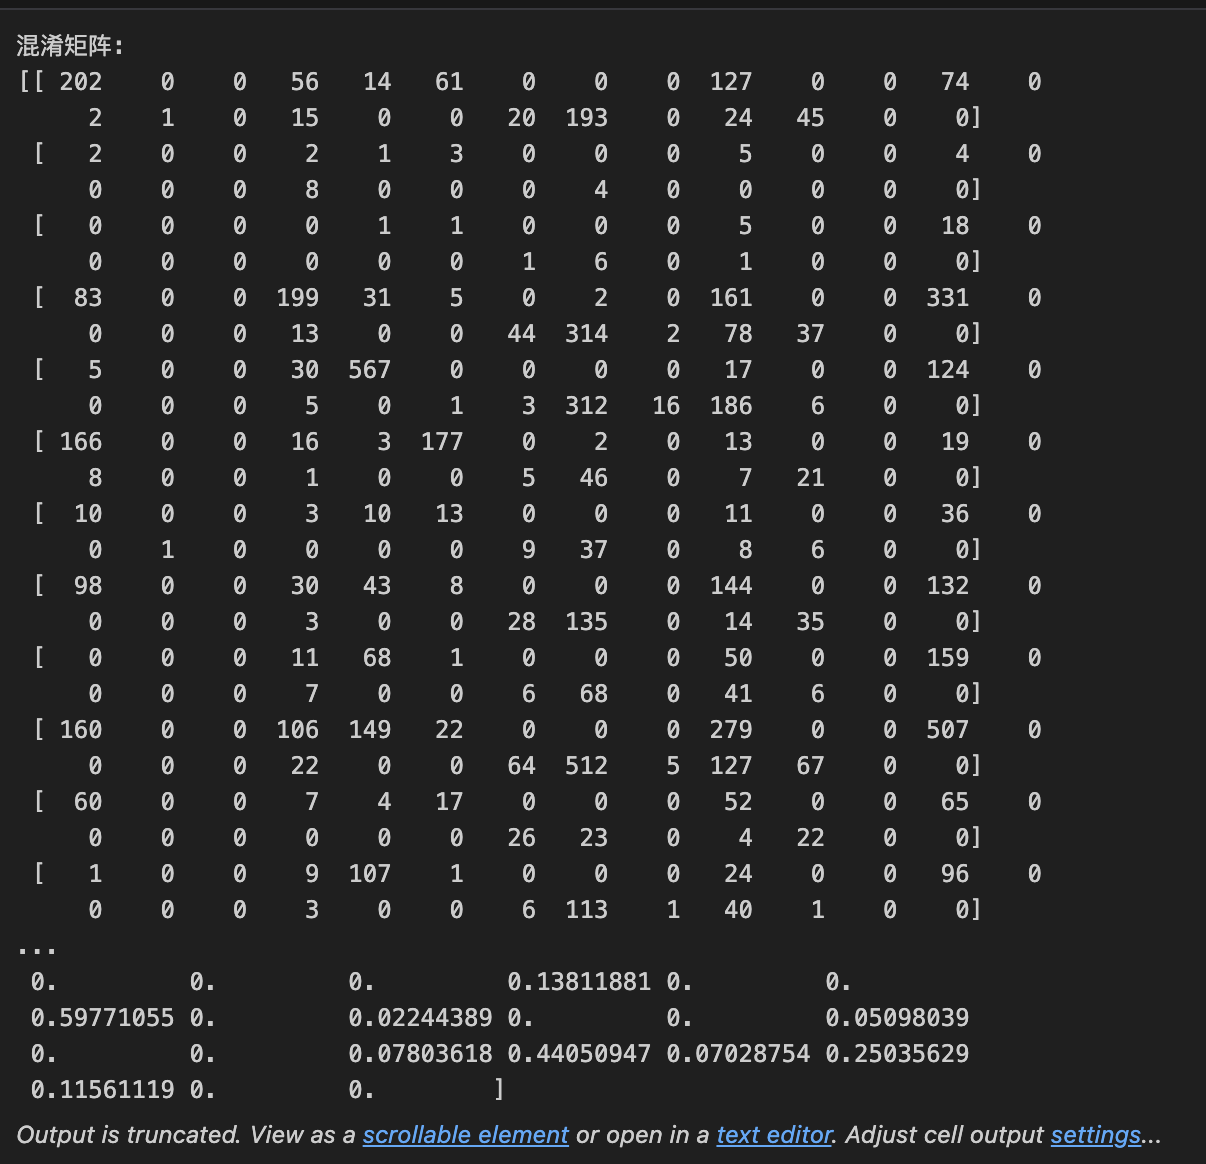 混淆矩阵:
[[ 202 0 0 56 14 61 0 0 0 127 0 0 74 0
2 1 0 15 0 0 20 193 0 24 45 0 0]
[ 2 0 0 2 1 3 0 0 0 5 0 0 4 0
0 0 0 8 0 0 0 4 0 0 0 0 0]
[ 0 0 0 0 1 1 0 0 0 5 0 0 18 0
0 0 0 0 0 0 1 6 0 1 0 0 0]
[ 83 0 0 199 31 5 0 2 0 161 0 0 331 0
0 0 0 13 0 0 44 314 2 78 37 0 0]
[ 5 0 0 30 567 0 0 0 0 17 0 0 124 0
0 0 0 5 0 1 3 312 16 186 6 0 0]
[ 166 0 0 16 3 177 0 2 0 13 0 0 19 0
8 0 0 1 0 0 5 46 0 7 21 0 0]
[ 10 0 0 3 10 13 0 0 0 11 0 0 36 0
0 1 0 0 0 0 9 37 0 8 6 0 0]
[ 98 0 0 30 43 8 0 0 0 144 0 0 132 0
0 0 0 3 0 0 28 135 0 14 35 0 0]
[ 0 0 0 11 68 1 0 0 0 50 0 0 159 0
0 0 0 7 0 0 6 68 0 41 6 0 0]
[ 160 0 0 106 149 22 0 0 0 279 0 0 507 0
0 0 0 22 0 0 64 512 5 127 67 0 0]
[ 60 0 0 7 4 17 0 0 0 52 0 0 65 0
0 0 0 0 0 0 26 23 0 4 22 0 0]
[ 1 0 0 9 107 1 0 0 0 24 0 0 96 0
0 0 0 3 0 0 6 113 1 40 1 0 0]
...
0. 0. 0. 0.13811881 0. 0.
0.59771055 0. 0.02244389 0. 0. 0.05098039
0. 0. 0.07803618 0.44050947 0.07028754 0.25035629
0.11561119 0. 0. ]
Output is truncated. View as a scrollable element or open in a text editor. Adjust cell output settings...